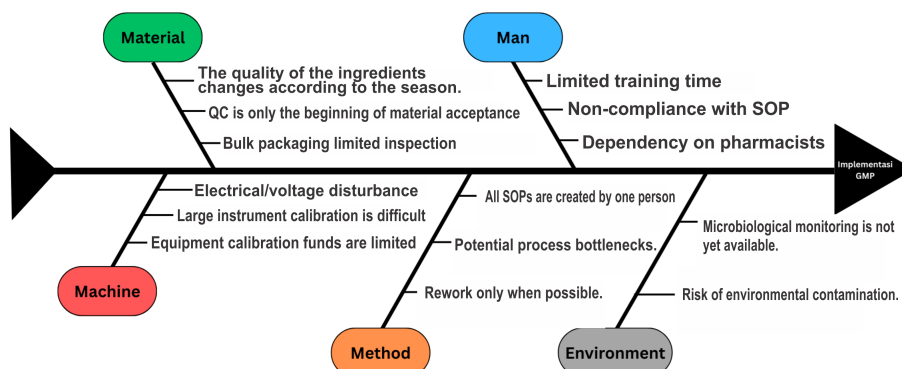 Material
The quality of the ingredients
changes according to the season.
QC is only the beginning of material acceptance
Bulk packaging limited inspection
Man
Limited training time
Non-compliance with SOP
Dependency on pharmacists
Implementasi
GMP
Electrical/voltage disturbance
Large instrument calibration is difficult
Equipment calibration funds are limited
Machine
All SOPs are created by one person
Potential process bottlenecks.
Rework only when possible.
Method
Microbiological monitoring is not
yet available.
Risk of environmental contamination.
Environment